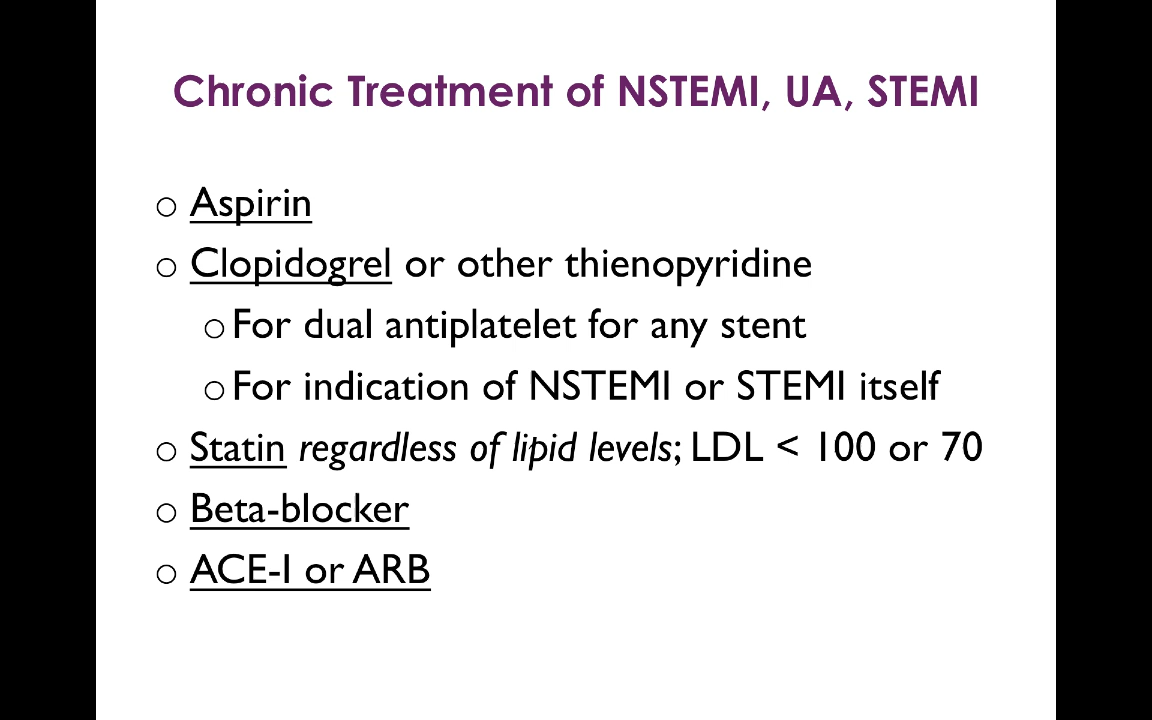 Chronic Treatment of NSTEMI, UA, STEMI
o Aspirin
o Clopidogrel or other thienopyridine
o For dual antiplatelet for any stent
o For indication of NSTEMI or STEMI itself
o Statin regardless of lipid levels; LDL < 100 or 70
o Beta-blocker
o ACE-I or ARB